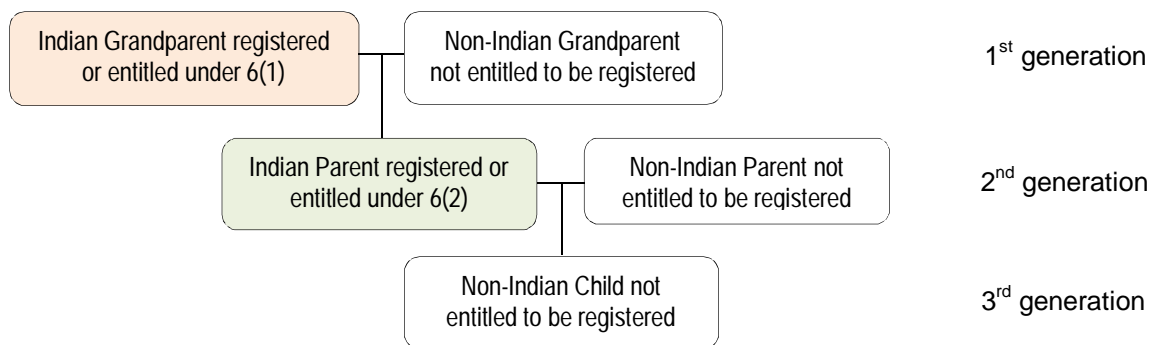 Indian Grandparent registered
or entitled under 6(1)
Non-Indian Grandparent
not entitled to be registered
1st generation
Indian Parent registered or
entitled under 6(2)
Non-Indian Parent not
entitled to be registered
2nd generation
Non-Indian Child not
entitled to be registered
3rd generation